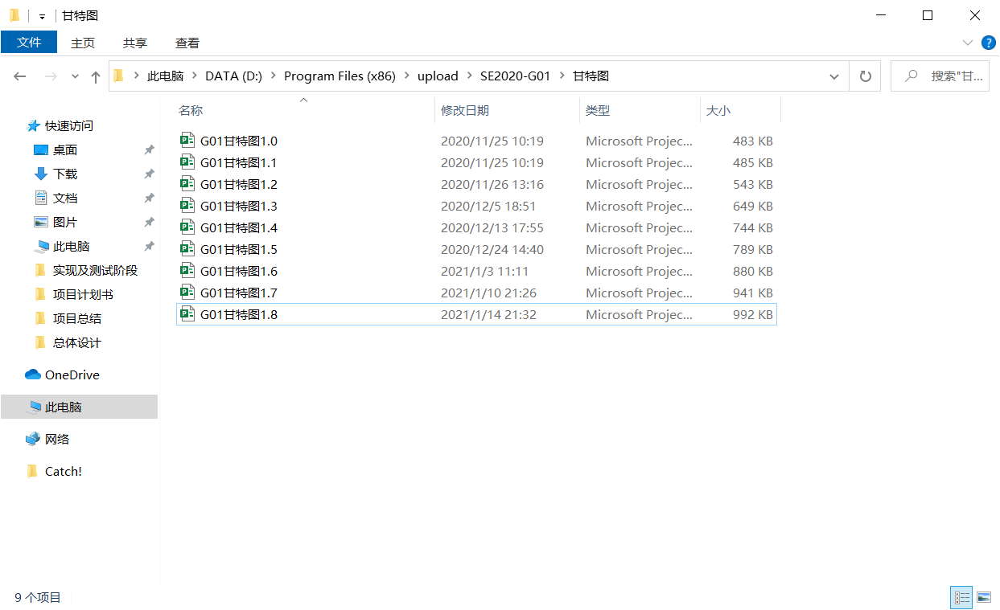 甘特图
文件 主页 共享 查看
此电脑 DATA (D:) Program Files (x86) upload SE2020-G01 甘特图 搜索"甘...
名称 修改日期 类型 大小
快速访问
桌面
下载
文档
图片
此电脑
实现及测试阶段
项目计划书
项目总结
总体设计
OneDrive
此电脑
网络
Catch!
G01甘特图1.0 2020/11/25 10:19 Microsoft Projec... 483 KB
G01甘特图1.1 2020/11/25 10:19 Microsoft Projec... 485 KB
G01甘特图1.2 2020/11/26 13:16 Microsoft Projec... 543 KB
G01甘特图1.3 2020/12/5 18:51 Microsoft Projec... 649 KB
G01甘特图1.4 2020/12/13 17:55 Microsoft Projec... 744 KB
G01甘特图1.5 2020/12/24 14:40 Microsoft Projec... 789 KB
G01甘特图1.6 2021/1/3 11:11 Microsoft Projec... 880 KB
G01甘特图1.7 2021/1/10 21:26 Microsoft Projec... 941 KB
G01甘特图1.8 2021/1/14 21:32 Microsoft Projec... 992 KB
9 个项目